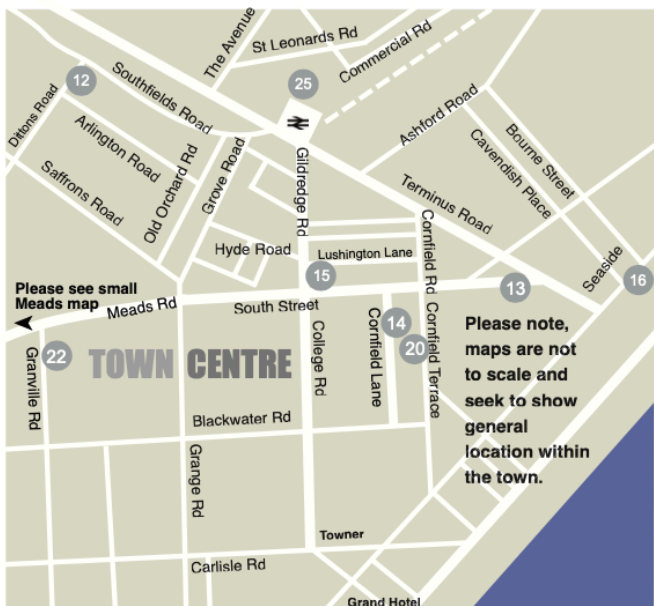 The Avenue
St Leonards Rd
Commercial Rd
12
Southfields Road
25
Dittons Road
Arlington Road
Ashford Road
Bourne Street
Cavendish Place
Saffrons Road
Old Orchard Rd
Grove Road
Gildredge Rd
Terminus Road
Hyde Road
Lushington Lane
Cornfield Rd
Seaside
15
13
16
Please see small
Meads map
Meads Rd
South Street
14
20
22
TOWN CENTRE
Granville Rd
College Rd
Cornfield Lane
Cornfield Terrace
Please note,
maps are not
to scale and
seek to show
general
location within
the town.
Blackwater Rd
Grange Rd
Towner
Carlisle Rd
Grand Hotel